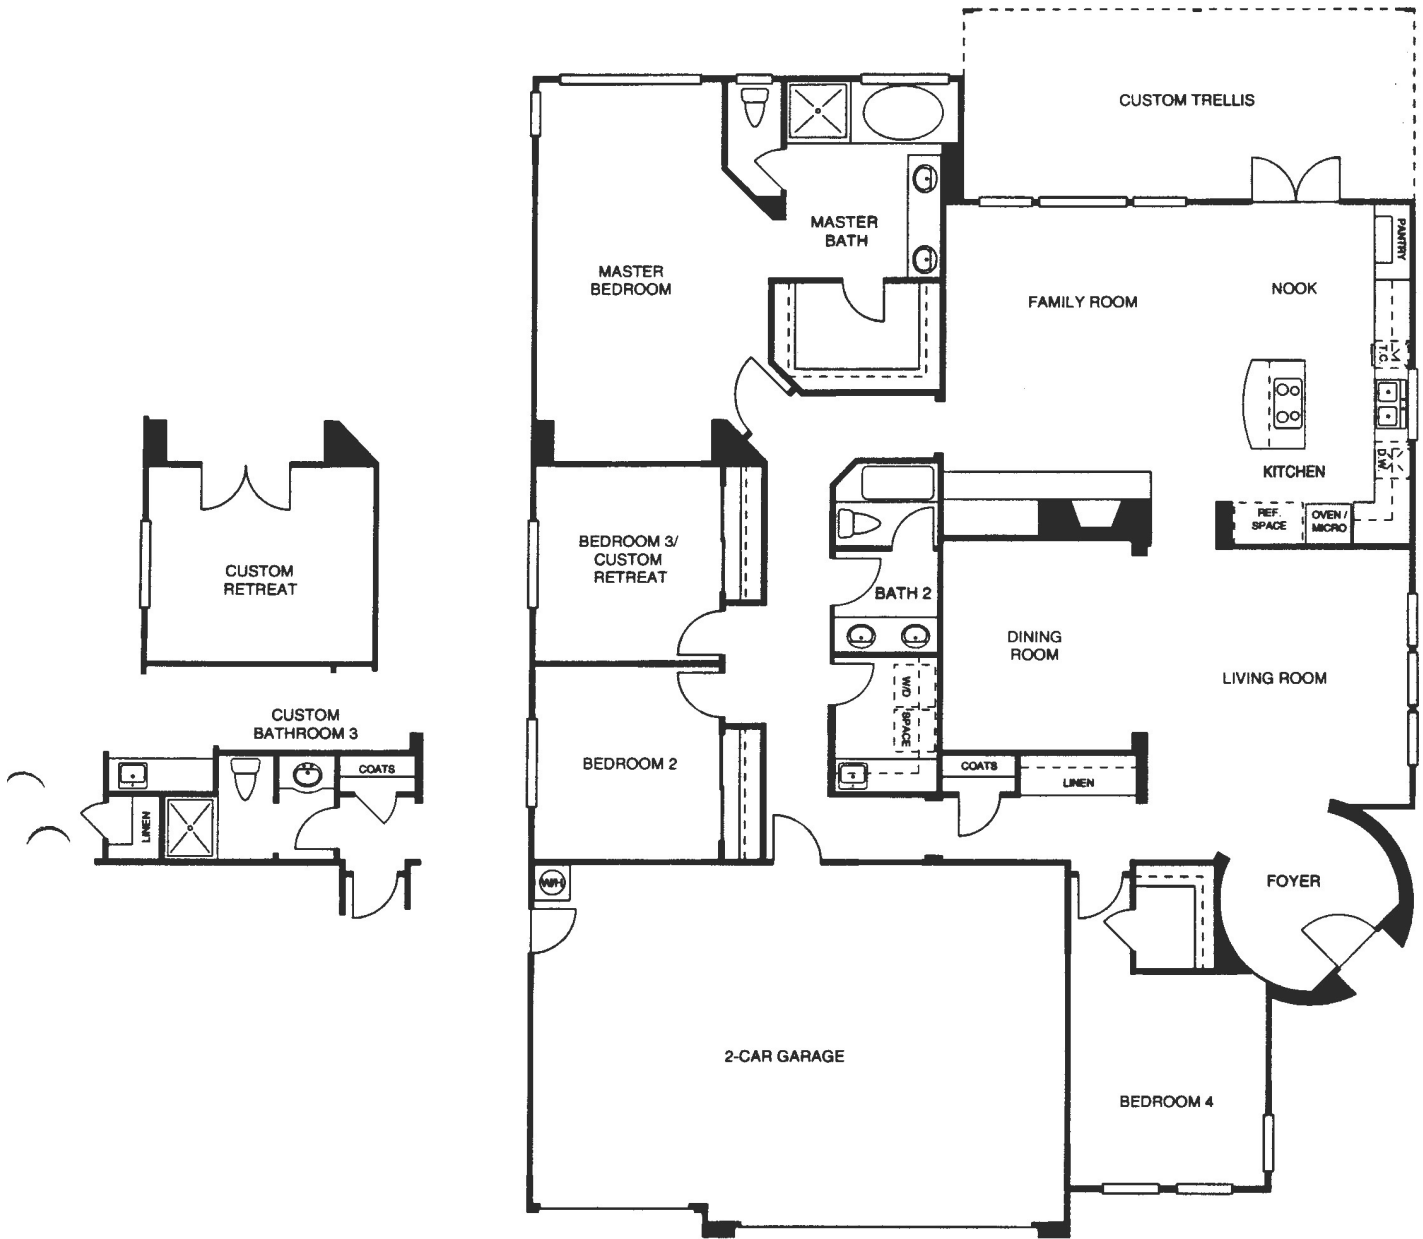 CUSTOM TRELLIS
MASTER
BATH
MASTER
BEDROOM
FAMILY ROOM
NOOK
PANTRY
T.C.
KITCHEN
D.W.
REF.
SPACE
OVEN /
MICRO
BEDROOM 3/
CUSTOM
RETREAT
BATH 2
DINING
ROOM
LIVING ROOM
W/D
SPACE
BEDROOM 2
COATS
LINEN
W/H
FOYER
2-CAR GARAGE
BEDROOM 4
CUSTOM
RETREAT
CUSTOM
BATHROOM 3
COATS
LINEN